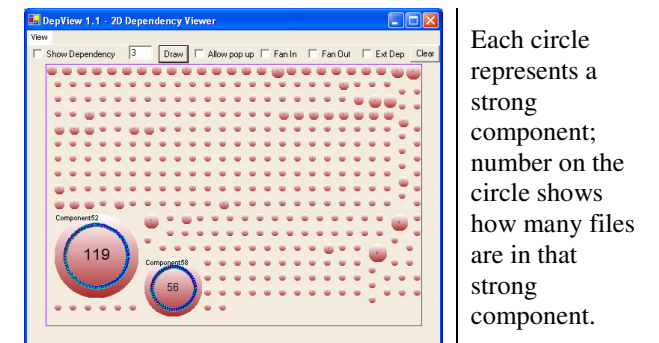 DepView 1.1 - 2D Dependency Viewer
View
Show Dependency 3 Draw Allow pop up Fan In Fan Out Ext Dep Clear
Component52
119
Component58
56
Each circle
represents a
strong
component;
number on the
circle shows
how many files
are in that
strong
component.